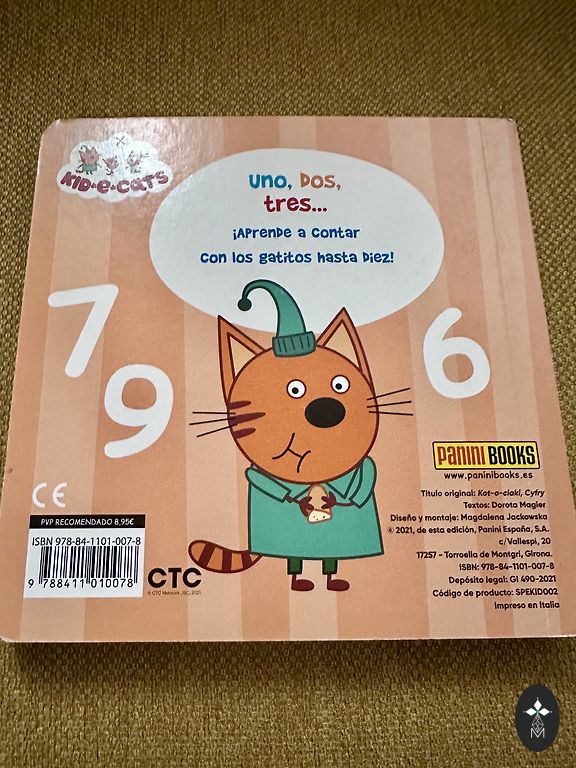 KID-E-CATS
Uno, Dos,
tres...
¡Aprende a contar
con los gatitos hasta diez!
7
9
6
PANINI BOOKS
www.paninibooks.es
Título original: Kot-o-ciaki, Cyfry
Textos: Dorota Magier
Diseño y montaje: Magdalena Jackowska
© 2021, de esta edición, Panini España, S.A.
c/Vallespí, 20
17257 - Torroella de Montgrí, Girona.
ISBN: 978-84-1101-007-8
Depósito legal: GI 490-2021
Código de producto: SPEKID002
Impreso en Italia
CE
PVP RECOMENDADO 8,95€
ISBN 978-84-1101-007-8
9 788411 010078
CTC
© CTC Network JSC, 2021
M